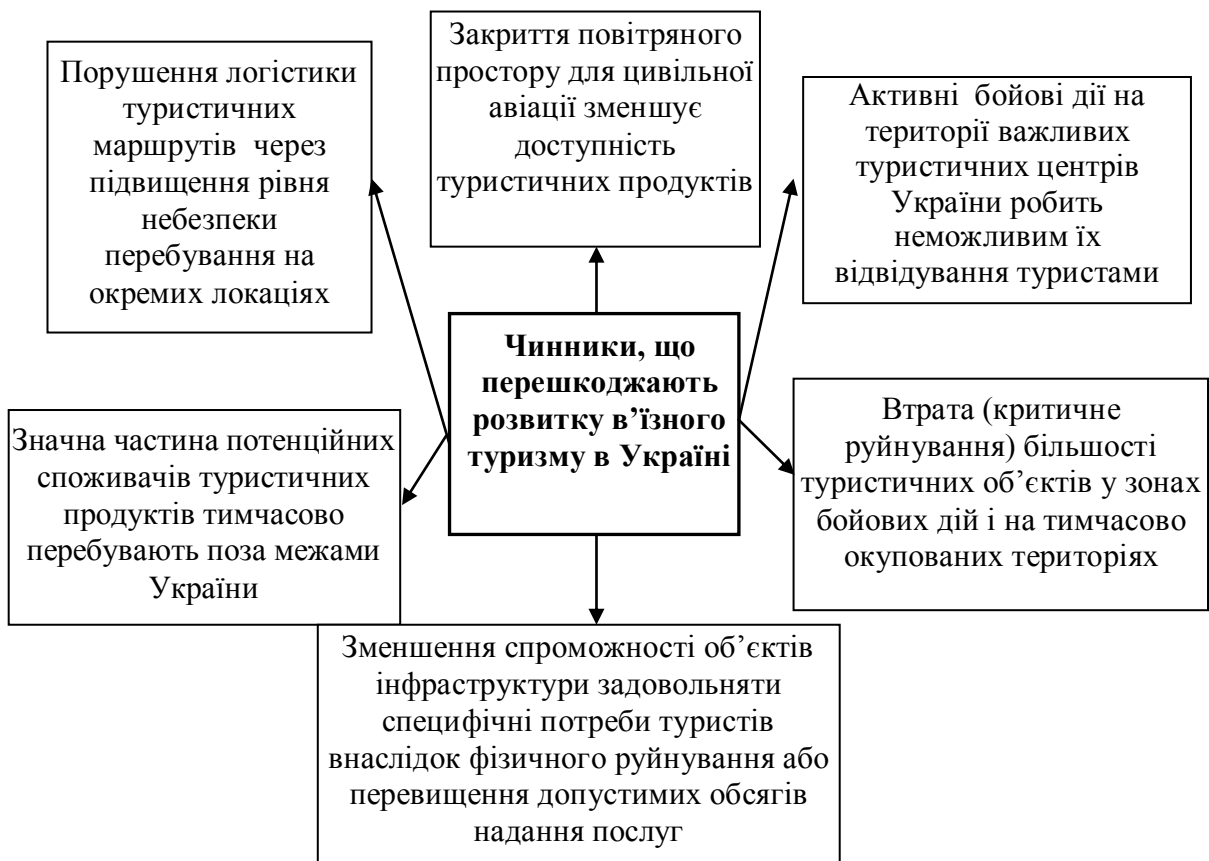 Порушення логістики
туристичних
маршрутів через
підвищення рівня
небезпеки
перебування на
окремих локаціях
Закриття повітряного
простору для цивільної
авіації зменшує
доступність
туристичних продуктів
Активні бойові дії на
території важливих
туристичних центрів
України робить
неможливим їх
відвідування туристами
Чинники, що
перешкоджають
розвитку в’їзного
туризму в Україні
Значна частина потенційних
споживачів туристичних
продуктів тимчасово
перебувають поза межами
України
Втрата (критичне
руйнування) більшості
туристичних об’єктів у зонах
бойових дій і на тимчасово
окупованих територіях
Зменшення спроможності об’єктів
інфраструктури задовольняти
специфічні потреби туристів
внаслідок фізичного руйнування або
перевищення допустимих обсягів
надання послуг